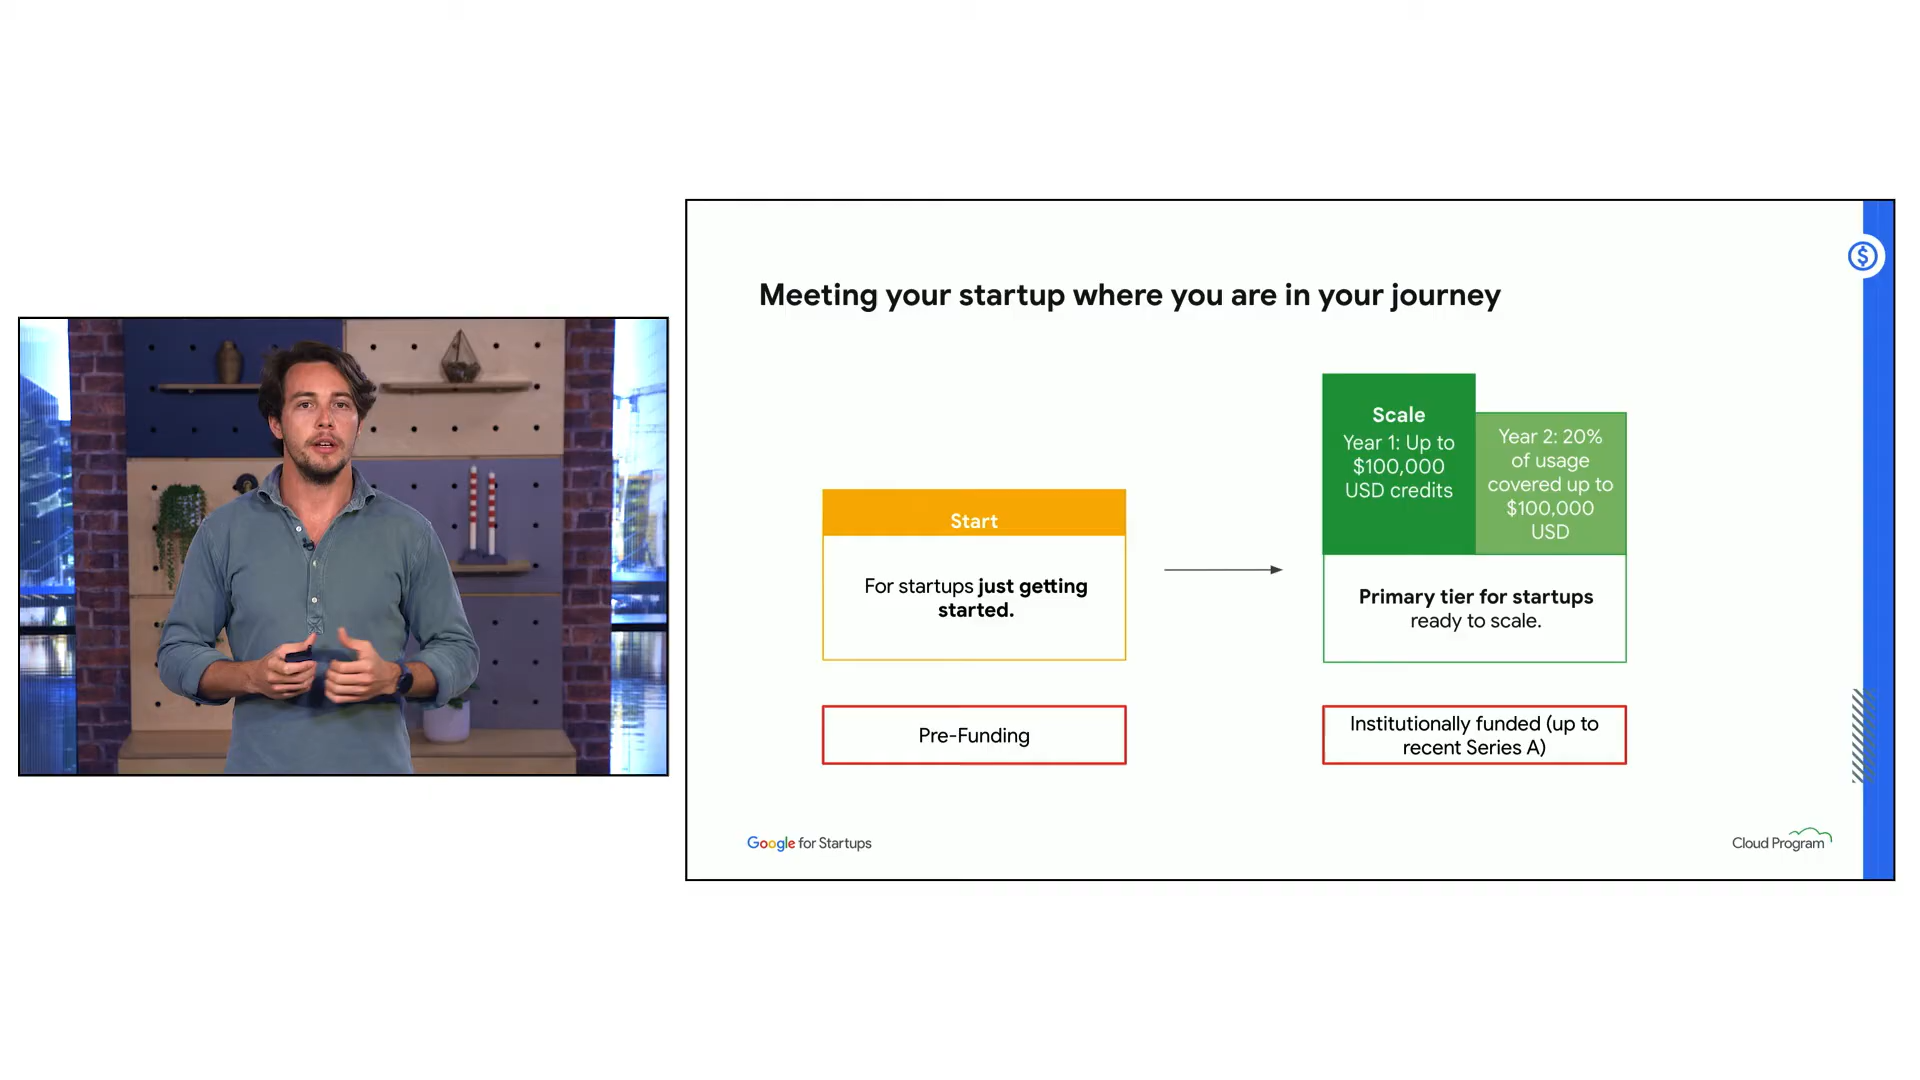 Meeting your startup where you are in your journey
Start
For startups just getting
started.
Pre-Funding
Scale
Year 1: Up to
$100,000
USD credits
Year 2: 20%
of usage
covered up to
$100,000
USD
Primary tier for startups
ready to scale.
Institutionally funded (up to
recent Series A)
Google for Startups
Cloud Program
$